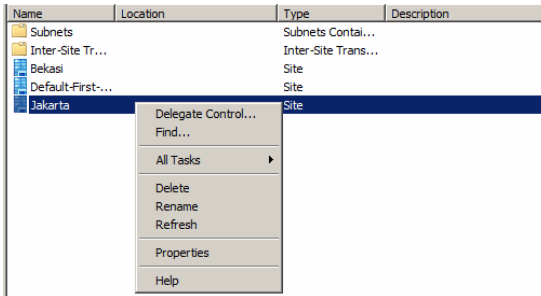 Name Location Type Description
Subnets Subnets Contai...
Inter-Site Tr... Inter-Site Trans...
Bekasi Site
Default-First-... Site
Jakarta Site
Delegate Control...
Find...
All Tasks
Delete
Rename
Refresh
Properties
Help